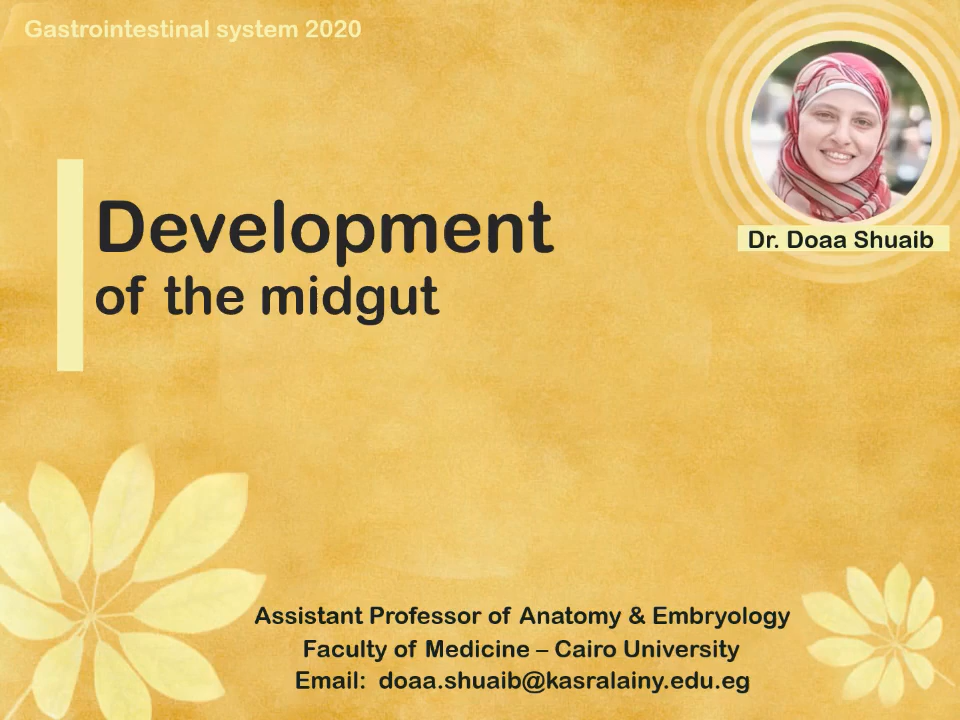 Gastrointestinal system 2020
Dr. Doaa Shuaib
Development
of the midgut
Assistant Professor of Anatomy & Embryology
Faculty of Medicine – Cairo University
Email: doaa.shuaib@kasralainy.edu.eg